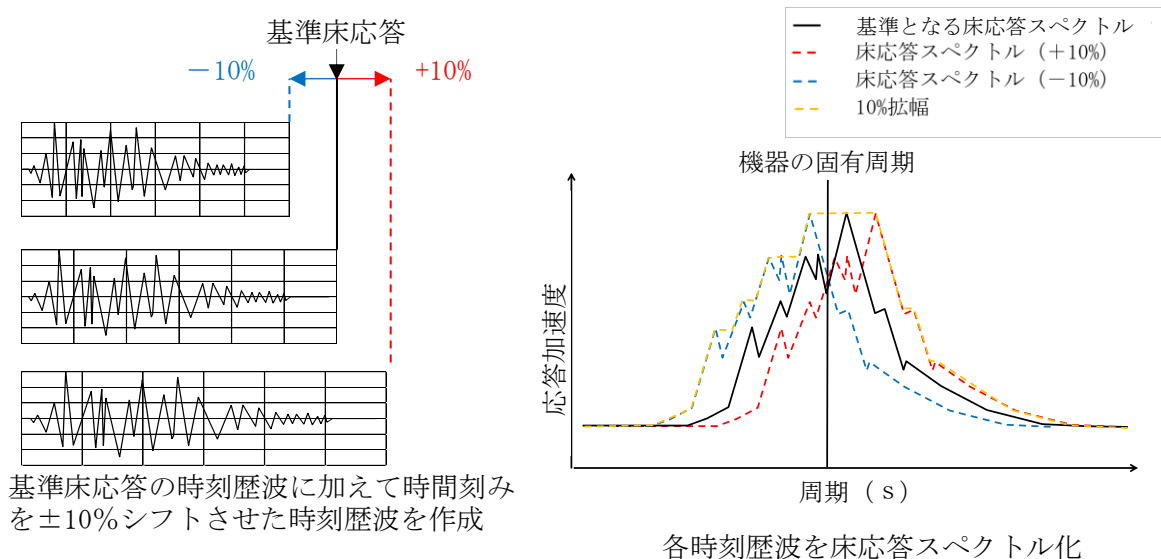 基準床応答
－10%
+10%
基準床応答の時刻歴波に加えて時間刻み
を±10％シフトさせた時刻歴波を作成
基準となる床応答スペクトル
床応答スペクトル（＋10%）
床応答スペクトル（－10%）
10%拡幅
機器の固有周期
応答加速度
周期（ｓ）
各時刻歴波を床応答スペクトル化